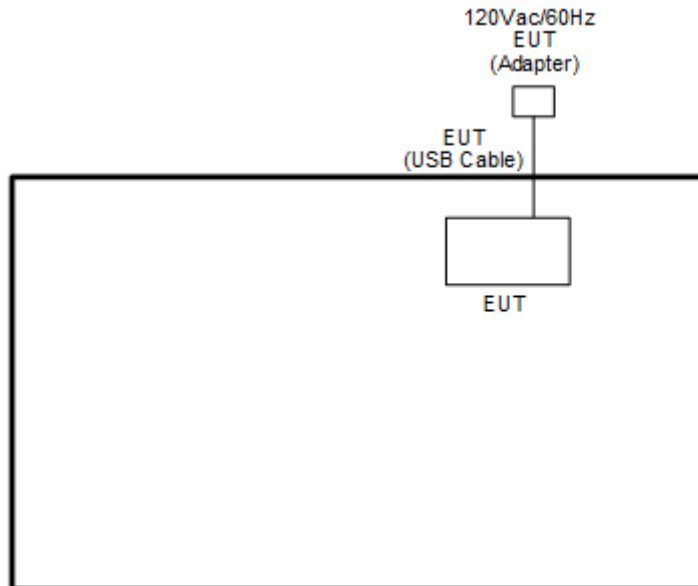 120Vac/60Hz
EUT
(Adapter)
EUT
(USB Cable)
EUT